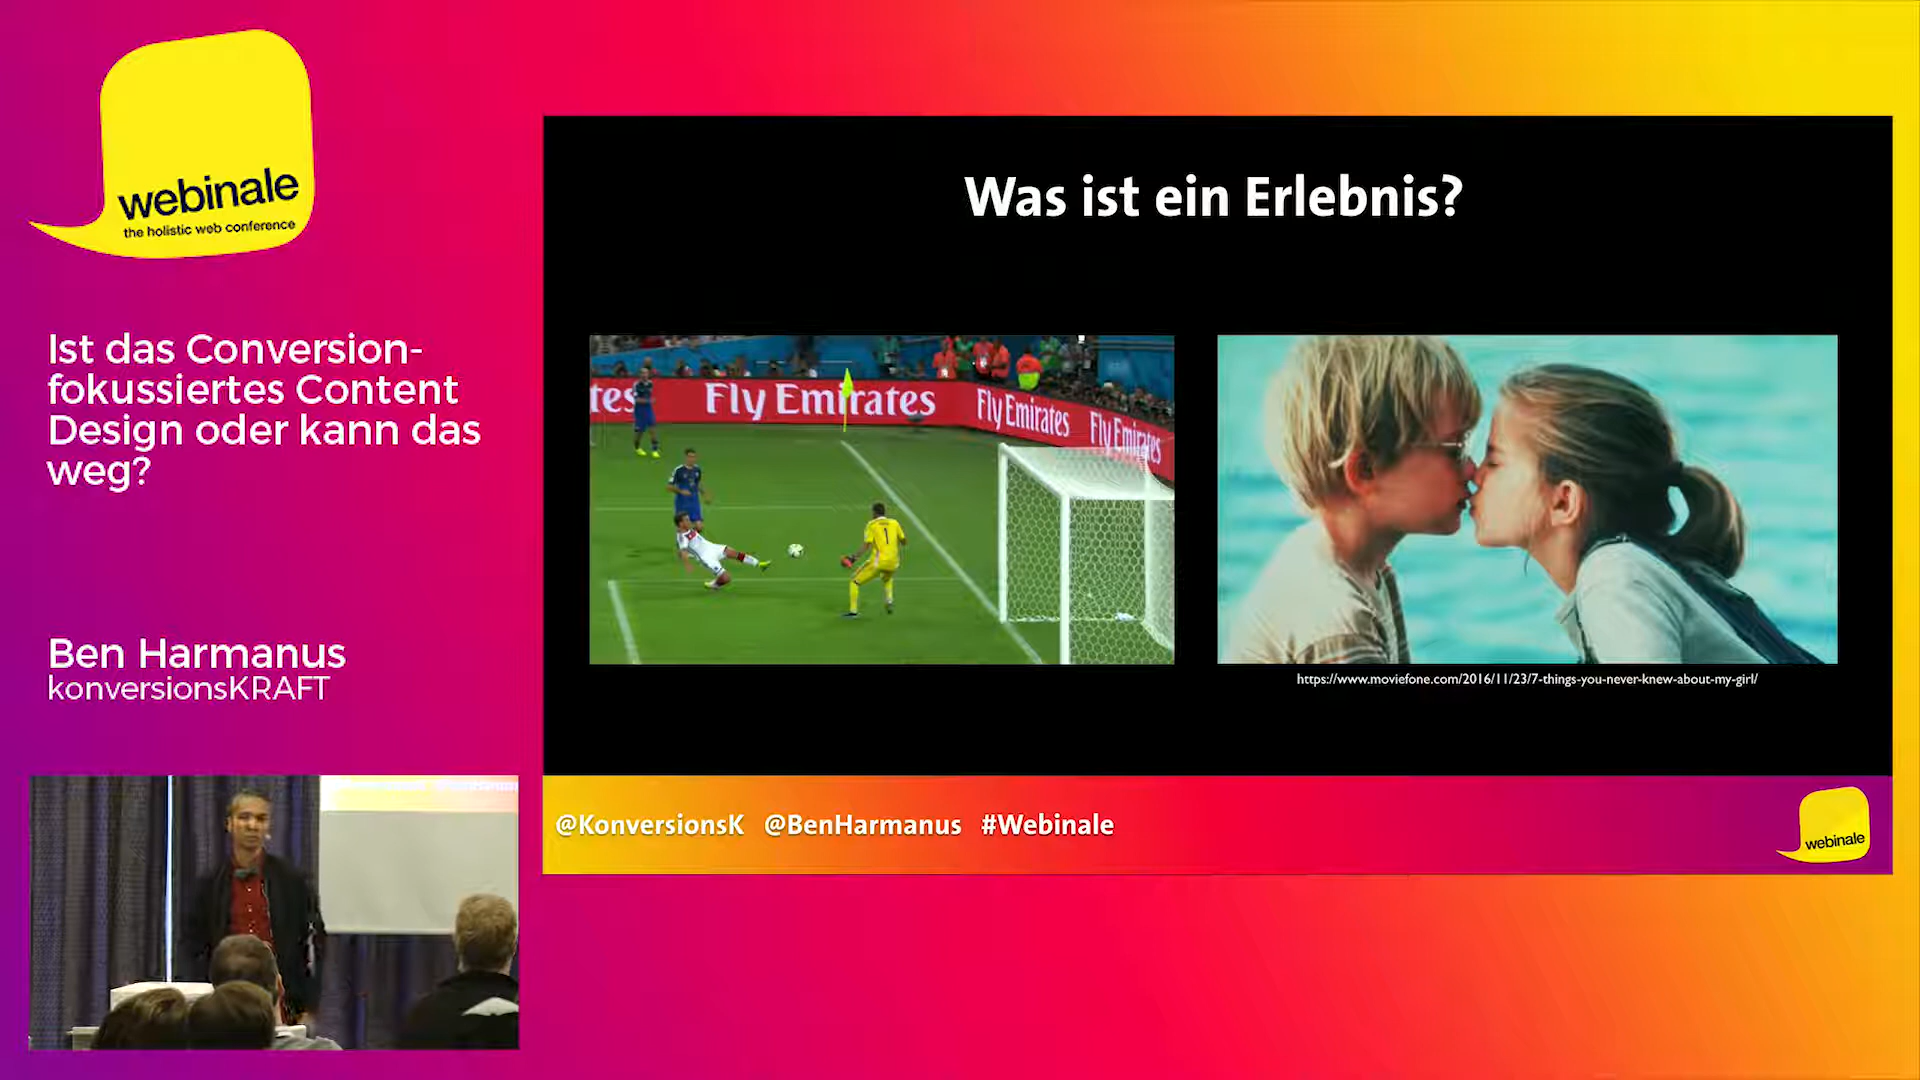 webinale
the holistic web conference
Ist das Conversion-
fokussiertes Content
Design oder kann das
weg?
Ben Harmanus
konversionsKRAFT
Was ist ein Erlebnis?
tes
Fly Emirates
Fly Emirates
Fly Emirates
1
https://www.moviefone.com/2016/11/23/7-things-you-never-knew-about-my-girl/
@KonversionsK @BenHarmanus #Webinale
webinale